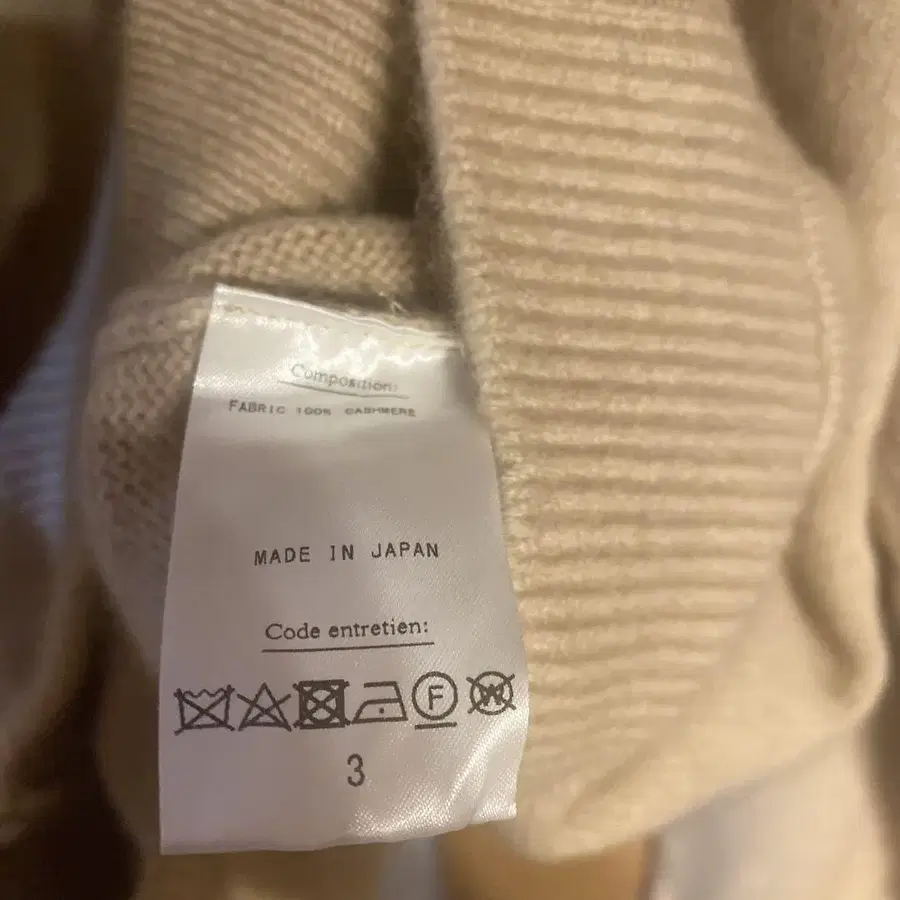 Composition:
FABRIC 100% CASHMERE
MADE IN JAPAN
Code entretien:
F W
3